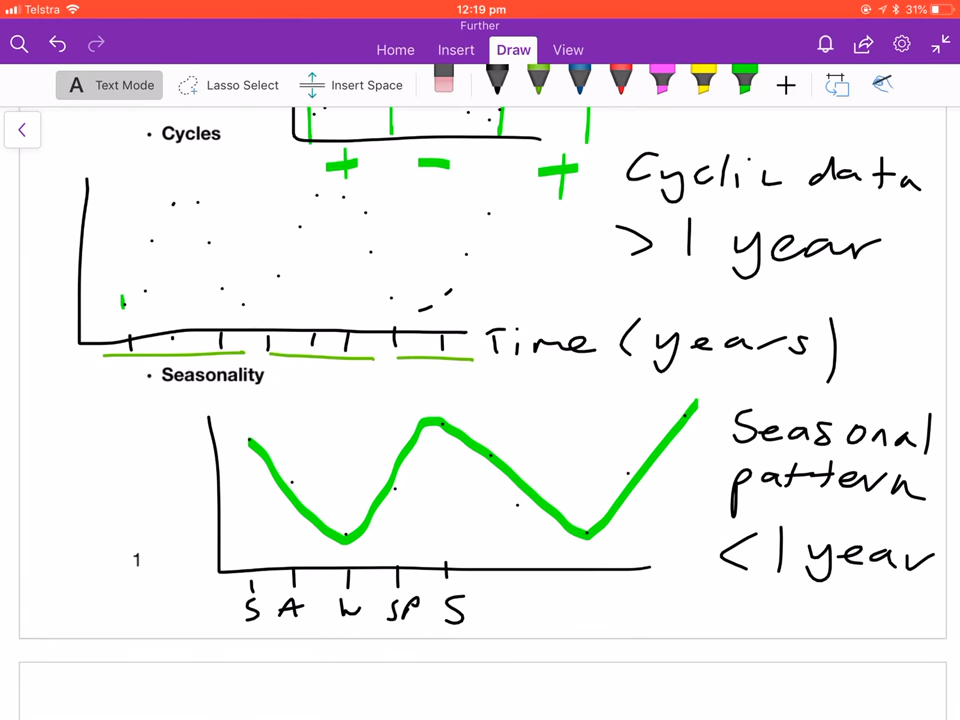 Telstra 12:19 pm 31%
Further
Home Insert Draw View
A Text Mode Lasso Select Insert Space
• Cycles
+ − +
Cyclic data
> 1 year
Time (years)
• Seasonality
Seasonal
pattern
< 1 year
1
S A W SP S